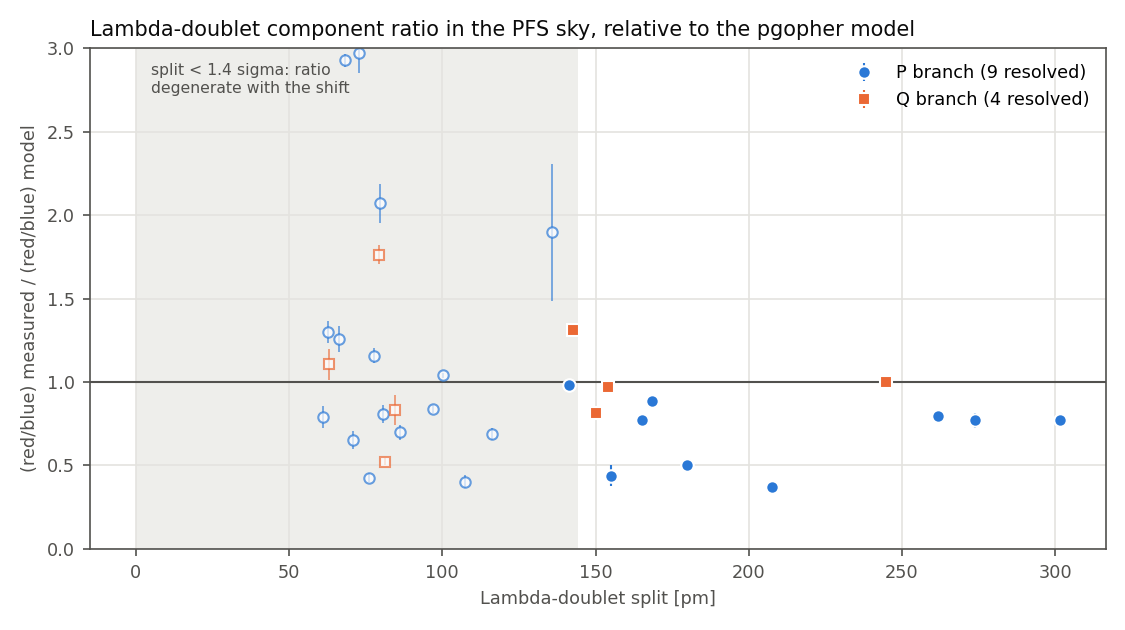 Lambda-doublet component ratio in the PFS sky, relative to the pgopher model
split < 1.4 sigma: ratio
degenerate with the shift
P branch (9 resolved)
Q branch (4 resolved)
(red/blue) measured / (red/blue) model
3.0
2.5
2.0
1.5
1.0
0.5
0.0
0 50 100 150 200 250 300
Lambda-doublet split [pm]